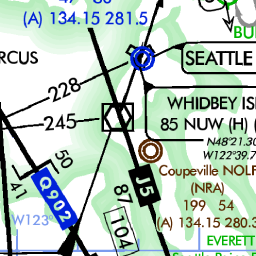 (A) 134.15 281.5
SEATTLE
RCUS
228
WHIDBEY ISL
85 NUW (H)
245
N48°21.30
W122°39.7
50
Coupeville NOLF
(NRA)
41
Q902
J5
87
199 54
104
W123°
(A) 134.15 280.3
EVERETT